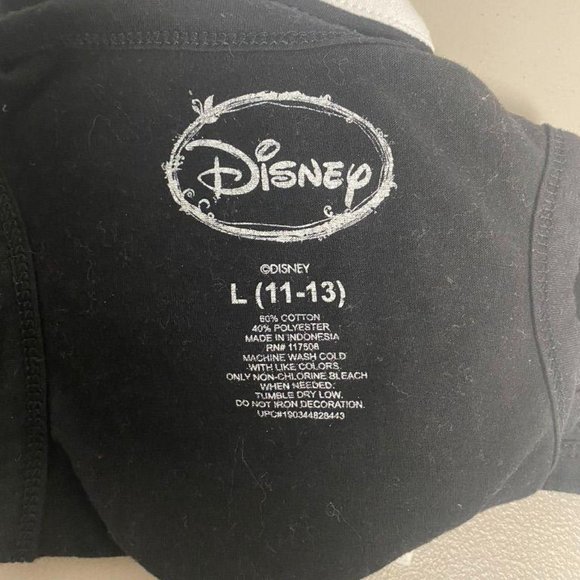 Disney
©DISNEY
L (11-13)
60% COTTON
40% POLYESTER
MADE IN INDONESIA
RN# 117508
MACHINE WASH COLD
WITH LIKE COLORS.
ONLY NON-CHLORINE BLEACH
WHEN NEEDED.
TUMBLE DRY LOW.
DO NOT IRON DECORATION.
UPC#190344828443